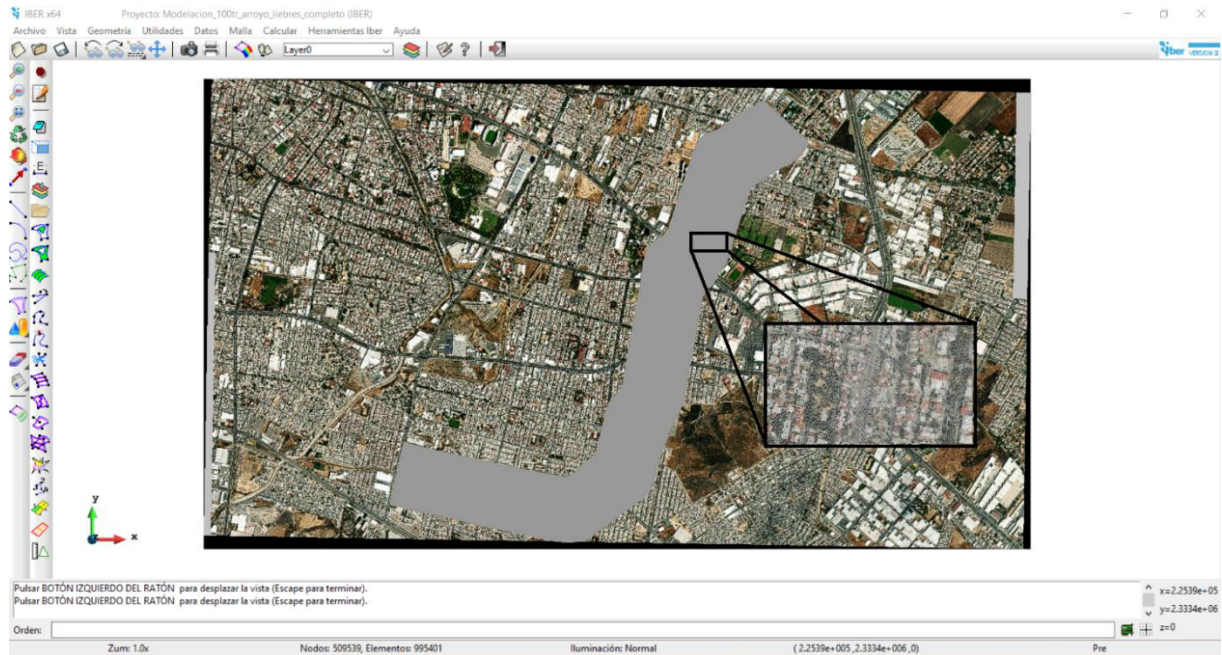 IBER x64 Proyecto: Modelacion_100tr_arroyo_liebres_completo (IBER)
Archivo Vista Geometria Utilidades Datos Malla Calcular Herramientas Iber Ayuda
Layer0
Iber VERSION 2
E
y
x
Pulsar BOTÓN IZQUIERDO DEL RATÓN para desplazar la vista (Escape para terminar).
Pulsar BOTÓN IZQUIERDO DEL RATÓN para desplazar la vista (Escape para terminar).
x=2.2539e+05
y=2.3334e+06
z=0
Orden:
Zum: 1.0x Nodos: 509539, Elementos: 995401 Iluminación: Normal (2.2539e+005,2.3334e+006,0) Pre